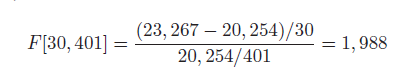 F[30, 401] = (23, 267 − 20, 254)/30 / 20, 254/401 = 1, 988